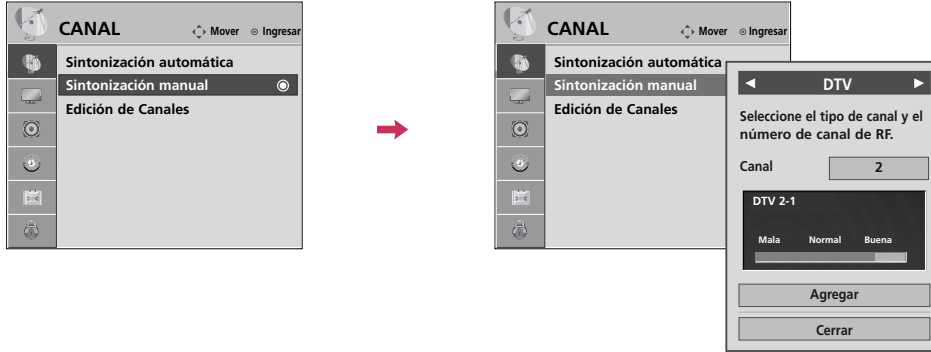 CANAL
Mover
Ingresar
Sintonización automática
Sintonización manual
Edición de Canales
CANAL
Mover
Ingresar
Sintonización automática
Sintonización manual
Edición de Canales
DTV
Seleccione el tipo de canal y el
número de canal de RF.
Canal 2
DTV 2-1
Mala Normal Buena
Agregar
Cerrar